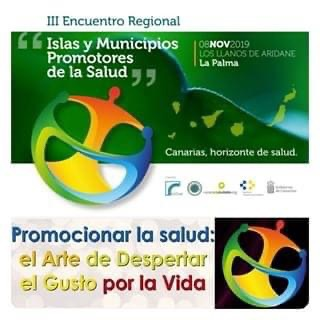 III Encuentro Regional
“Islas y Municipios
Promotores
de la Salud”
08NOV2019
LOS LLANOS DE ARIDANE
La Palma
Canarias, horizonte de salud.
Promocionar la salud:
el Arte de Despertar
el Gusto por la Vida